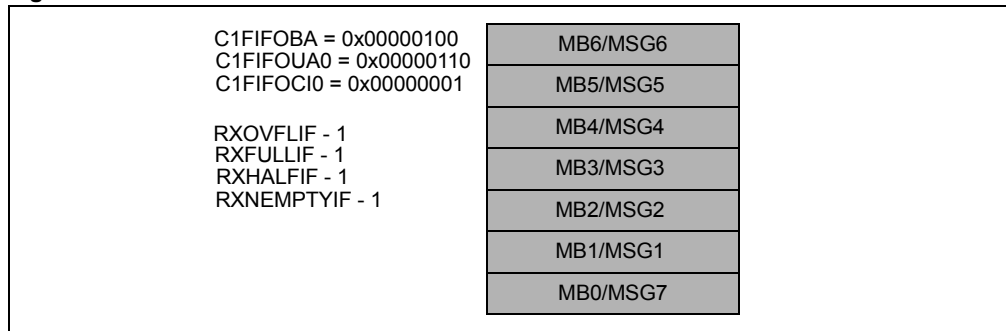 C1FIFOBA = 0x00000100
C1FIFOUA0 = 0x00000110
C1FIFOCI0 = 0x00000001
RXOVFLIF - 1
RXFULLIF - 1
RXHALFIF - 1
RXNEMPTYIF - 1
MB6/MSG6
MB5/MSG5
MB4/MSG4
MB3/MSG3
MB2/MSG2
MB1/MSG1
MB0/MSG7